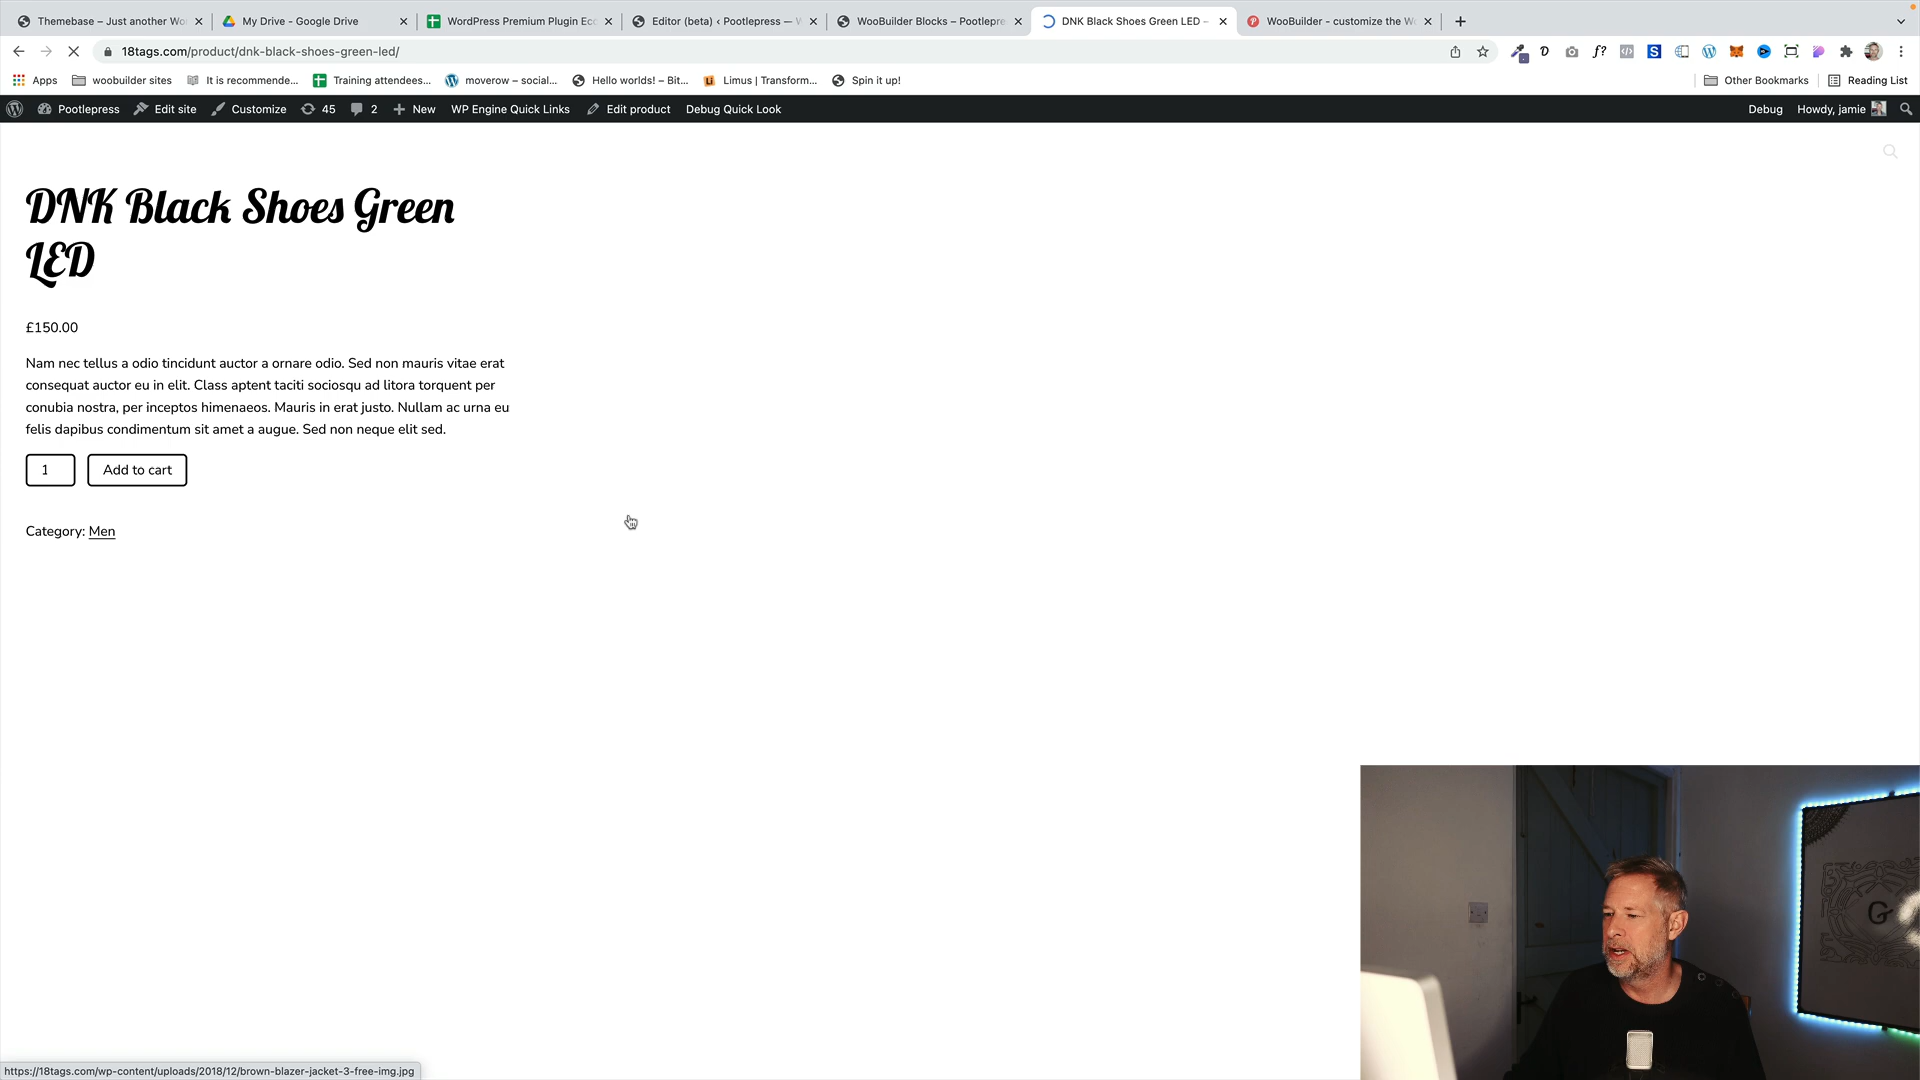 Themebase – Just another Wo
My Drive - Google Drive
WordPress Premium Plugin Eco
Editor (beta) ‹ Pootlepress — W
WooBuilder Blocks – Pootlepre
DNK Black Shoes Green LED –
WooBuilder - customize the Wo
18tags.com/product/dnk-black-shoes-green-led/
Apps
woobuilder sites
It is recommende...
Training attendees...
moverow – social...
Hello worlds! – Bit...
Limus | Transform...
Spin it up!
Other Bookmarks
Reading List
Pootlepress
Edit site
Customize
45
2
New
WP Engine Quick Links
Edit product
Debug Quick Look
Debug
Howdy, jamie
DNK Black Shoes Green
LED
£150.00
Nam nec tellus a odio tincidunt auctor a ornare odio. Sed non mauris vitae erat
consequat auctor eu in elit. Class aptent taciti sociosqu ad litora torquent per
conubia nostra, per inceptos himenaeos. Mauris in erat justo. Nullam ac urna eu
felis dapibus condimentum sit amet a augue. Sed non neque elit sed.
1
Add to cart
Category: Men
G
https://18tags.com/wp-content/uploads/2018/12/brown-blazer-jacket-3-free-img.jpg